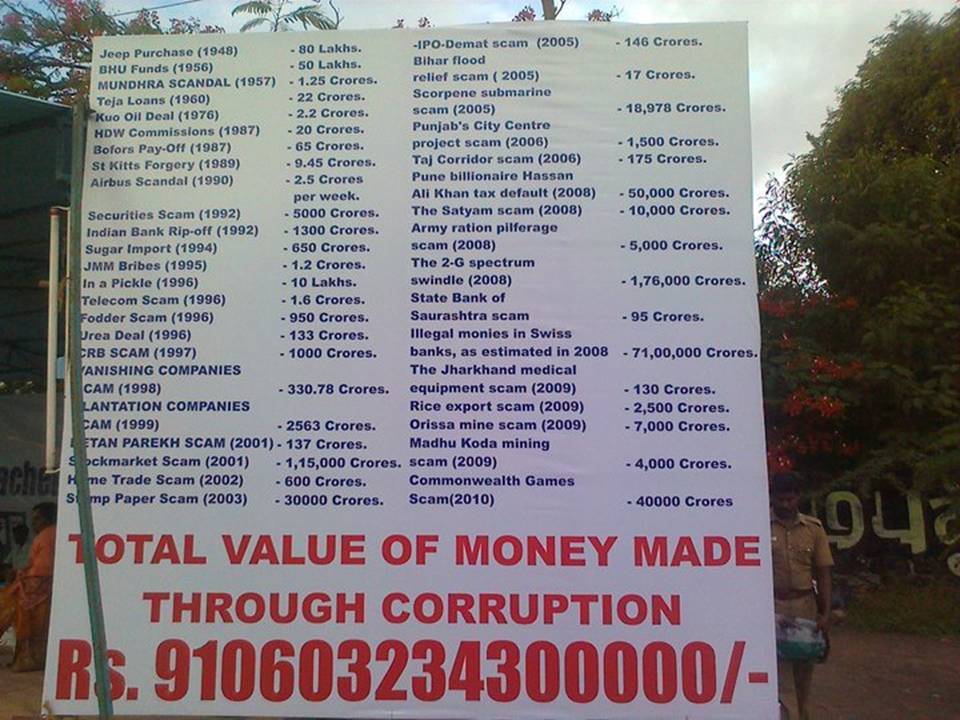 Jeep Purchase (1948) - 80 Lakhs.
BHU Funds (1956) - 50 Lakhs.
MUNDHRA SCANDAL (1957) - 1.25 Crores.
Teja Loans (1960) - 22 Crores.
Kuo Oil Deal (1976) - 2.2 Crores.
HDW Commissions (1987) - 20 Crores.
Bofors Pay-Off (1987) - 65 Crores.
St Kitts Forgery (1989) - 9.45 Crores.
Airbus Scandal (1990) - 2.5 Crores
per week.
Securities Scam (1992) - 5000 Crores.
Indian Bank Rip-off (1992) - 1300 Crores.
Sugar Import (1994) - 650 Crores.
JMM Bribes (1995) - 1.2 Crores.
In a Pickle (1996) - 10 Lakhs.
Telecom Scam (1996) - 1.6 Crores.
Fodder Scam (1996) - 950 Crores.
Urea Deal (1996) - 133 Crores.
CRB SCAM (1997) - 1000 Crores.
VANISHING COMPANIES
SCAM (1998) - 330.78 Crores.
PLANTATION COMPANIES
SCAM (1999) - 2563 Crores.
KETAN PAREKH SCAM (2001) - 137 Crores.
Stockmarket Scam (2001) - 1,15,000 Crores.
Home Trade Scam (2002) - 600 Crores.
Stamp Paper Scam (2003) - 30000 Crores.
-IPO-Demat scam (2005) - 146 Crores.
Bihar flood
relief scam ( 2005) - 17 Crores.
Scorpene submarine
scam (2005) - 18,978 Crores.
Punjab's City Centre
project scam (2006) - 1,500 Crores.
Taj Corridor scam (2006) - 175 Crores.
Pune billionaire Hassan
Ali Khan tax default (2008) - 50,000 Crores.
The Satyam scam (2008) - 10,000 Crores.
Army ration pilferage
scam (2008) - 5,000 Crores.
The 2-G spectrum
swindle (2008) - 1,76,000 Crores.
State Bank of
Saurashtra scam - 95 Crores.
Illegal monies in Swiss
banks, as estimated in 2008 - 71,00,000 Crores.
The Jharkhand medical
equipment scam (2009) - 130 Crores.
Rice export scam (2009) - 2,500 Crores.
Orissa mine scam (2009) - 7,000 Crores.
Madhu Koda mining
scam (2009) - 4,000 Crores.
Commonwealth Games
Scam(2010) - 40000 Crores
TOTAL VALUE OF MONEY MADE
THROUGH CORRUPTION
Rs. 910603234300000/-